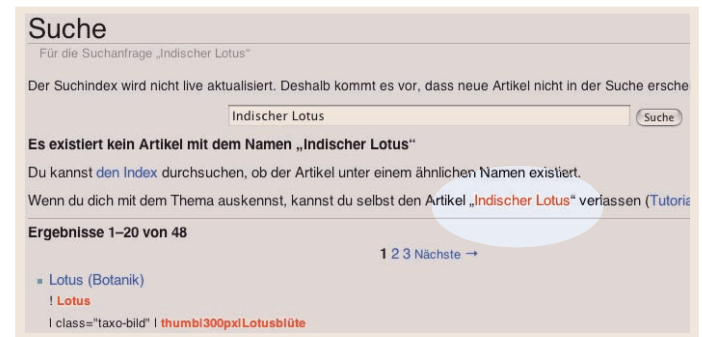 Suche
Für die Suchanfrage „Indischer Lotus“
Der Suchindex wird nicht live aktualisiert. Deshalb kommt es vor, dass neue Artikel nicht in der Suche ersche
Indischer Lotus Suche
Es existiert kein Artikel mit dem Namen „Indischer Lotus“
Du kannst den Index durchsuchen, ob der Artikel unter einem ähnlichen Namen existiert.
Wenn du dich mit dem Thema auskennst, kannst du selbst den Artikel „Indischer Lotus“ verfassen (Tutoria
Ergebnisse 1–20 von 48
1 2 3 Nächste →
Lotus (Botanik)
! Lotus
| class="taxo-bild" | thumb|300px|Lotusblüte